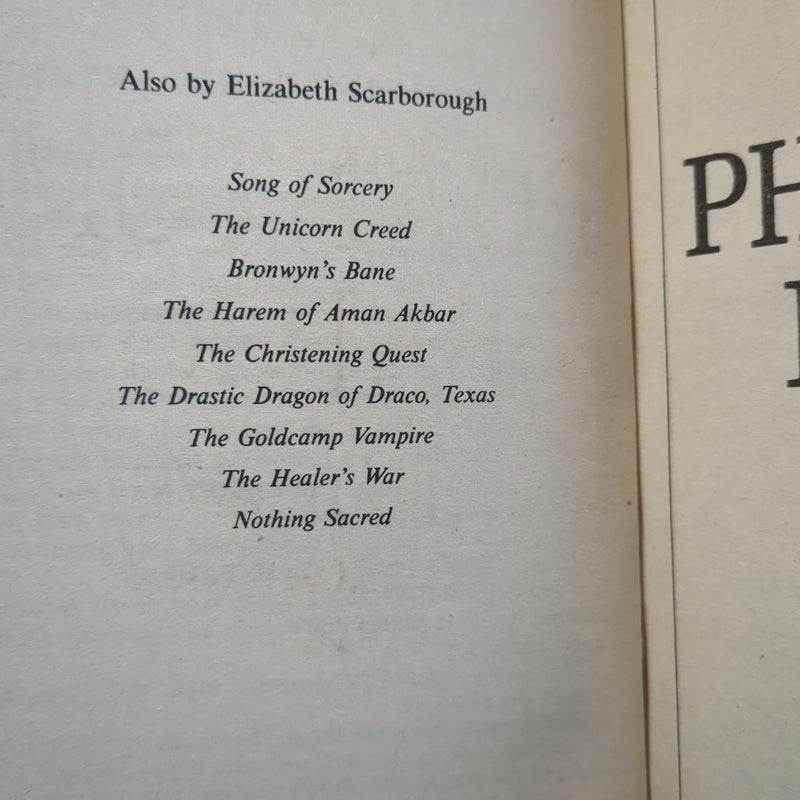 Also by Elizabeth Scarborough
Song of Sorcery
The Unicorn Creed
Bronwyn's Bane
The Harem of Aman Akbar
The Christening Quest
The Drastic Dragon of Draco, Texas
The Goldcamp Vampire
The Healer's War
Nothing Sacred